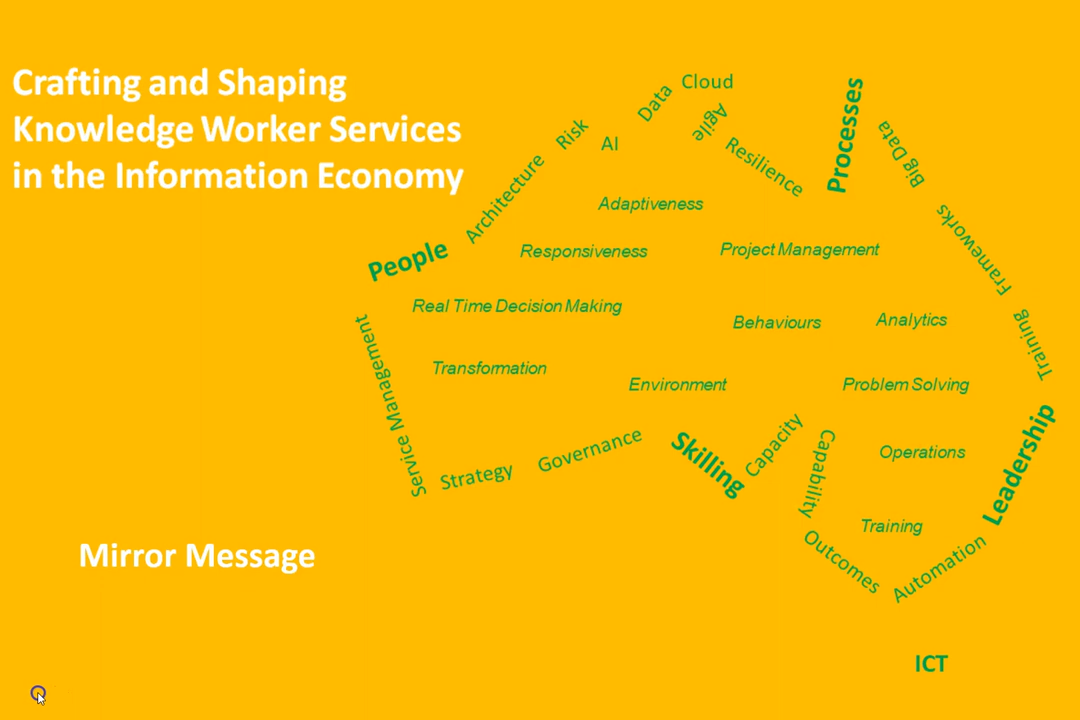 Crafting and Shaping
Knowledge Worker Services
in the Information Economy
Cloud
Data
Agile
Risk
AI
Resilience
Processes
Big Data
Architecture
Adaptiveness
People
Responsiveness
Project Management
Frameworks
Real Time Decision Making
Behaviours
Analytics
Training
Service Management
Transformation
Environment
Problem Solving
Governance
Strategy
Skilling
Capacity
Capability
Operations
Leadership
Training
Outcomes
Automation
Mirror Message
ICT